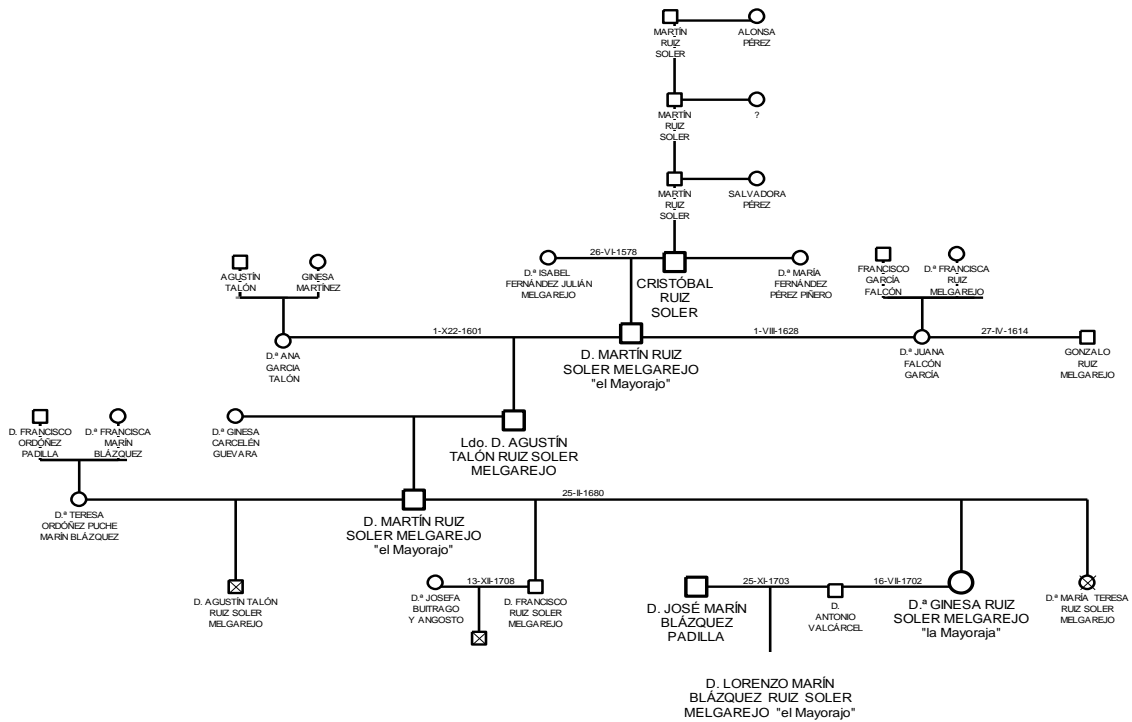 MARTÍN
RUIZ
SOLER
ALONSA
PÉREZ
MARTÍN
RUIZ
SOLER
?
MARTÍN
RUIZ
SOLER
SALVADORA
PÉREZ
26-VI-1578
AGUSTÍN
TALÓN
GINESA
MARTÍNEZ
D.ª ISABEL
FERNÁNDEZ JULIÁN
MELGAREJO
CRISTÓBAL
RUIZ
SOLER
D.ª MARÍA
FERNÁNDEZ
PÉREZ PIÑERO
FRANCISCO
GARCÍA
FALCÓN
D.ª FRANCISCA
RUIZ
MELGAREJO
1-X22-1601
1-VIII-1628
27-IV-1614
D.ª ANA
GARCIA
TALÓN
D. MARTÍN RUIZ
SOLER MELGAREJO
"el Mayorajo"
D.ª JUANA
FALCÓN
GARCÍA
GONZALO
RUIZ
MELGAREJO
D. FRANCISCO
ORDÓÑEZ
PADILLA
D.ª FRANCISCA
MARÍN
BLÁZQUEZ
D.ª GINESA
CARCELÉN
GUEVARA
Ldo. D. AGUSTÍN
TALÓN RUIZ SOLER
MELGAREJO
25-II-1680
D.ª TERESA
ORDÓÑEZ PUCHE
MARÍN BLÁZQUEZ
D. MARTÍN RUIZ
SOLER MELGAREJO
"el Mayorajo"
D. AGUSTÍN TALÓN
RUIZ SOLER
MELGAREJO
13-XII-1708
D.ª JOSEFA
BUITRAGO
Y ANGOSTO
D. FRANCISCO
RUIZ SOLER
MELGAREJO
25-XI-1703
16-VII-1702
D. JOSÉ MARÍN
BLÁZQUEZ
PADILLA
D.
ANTONIO
VALCÁRCEL
D.ª GINESA RUIZ
SOLER MELGAREJO
"la Mayoraja"
D.ª MARÍA TERESA
RUIZ SOLER
MELGAREJO
D. LORENZO MARÍN
BLÁZQUEZ RUIZ SOLER
MELGAREJO "el Mayorajo"